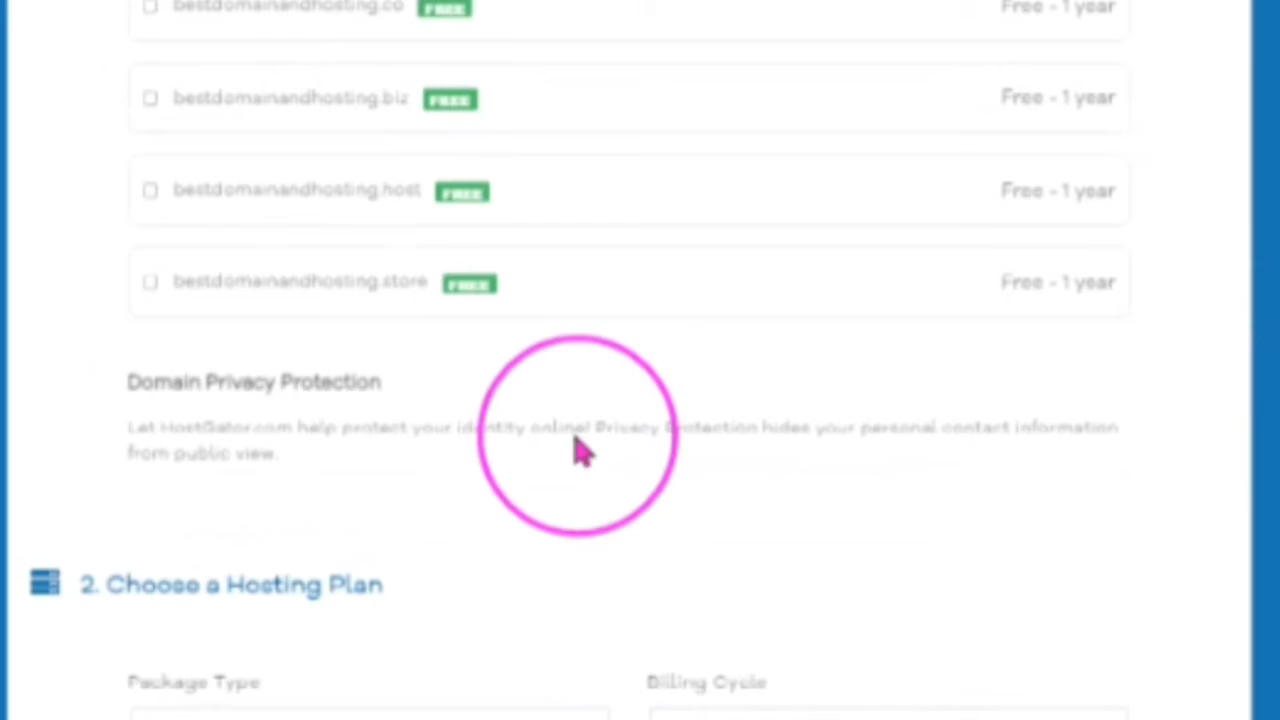 bestdomainandhosting.co FREE Free - 1 year
bestdomainandhosting.biz FREE Free - 1 year
bestdomainandhosting.host FREE Free - 1 year
bestdomainandhosting.store FREE Free - 1 year
Domain Privacy Protection
Let HostGator.com help protect your identity online! Privacy Protection hides your personal contact information
from public view.
2. Choose a Hosting Plan
Package Type Billing Cycle